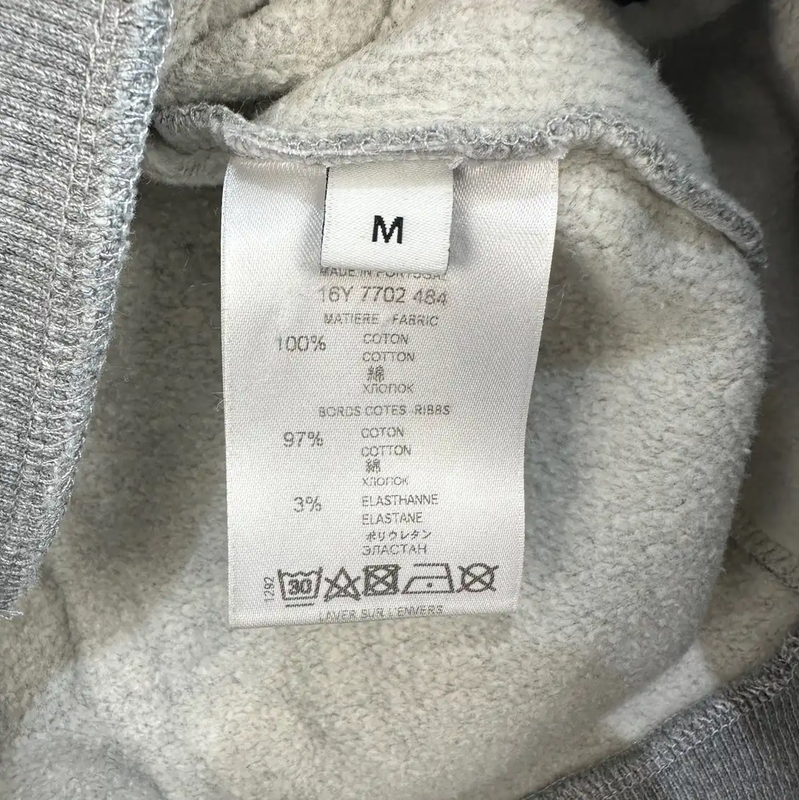 M
MADE IN PORTUGAL
16Y 7702 484
MATIERE - FABRIC
100% COTON
COTTON
綿
ХЛОПОК
BORDS COTES -RIBBS
97% COTON
COTTON
綿
ХЛОПОК
3% ELASTHANNE
ELASTANE
ポリウレタン
ЭЛАСТАН
1292
30
LAVER SUR L'ENVERS